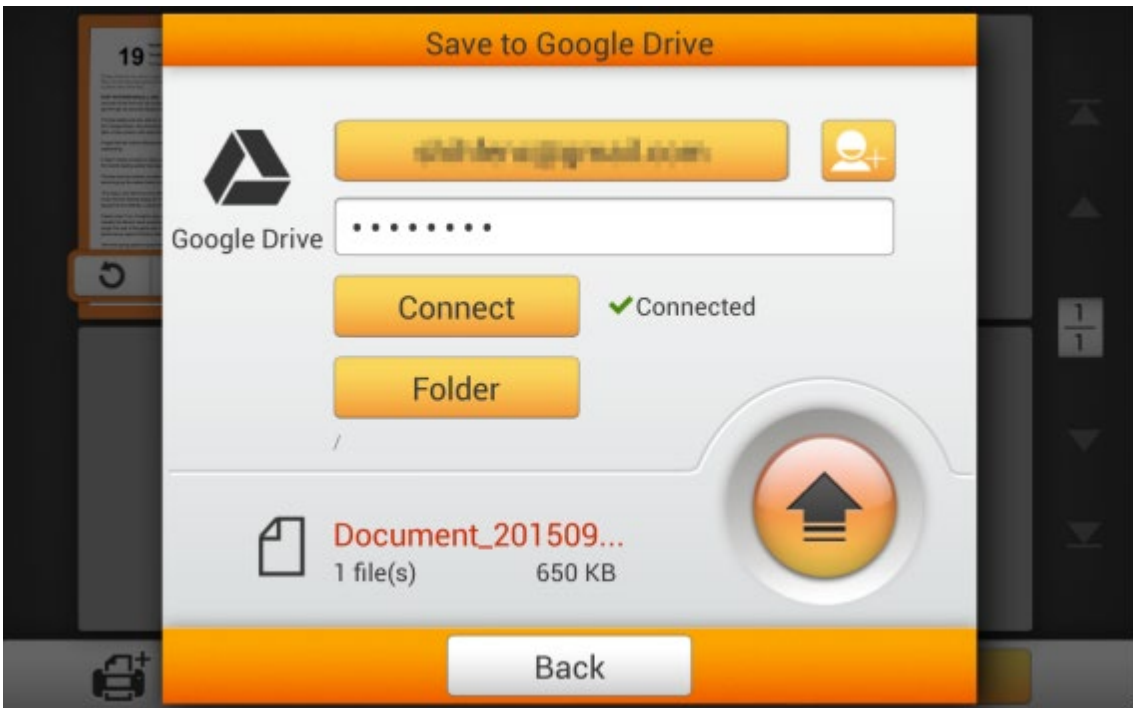 Save to Google Drive
19
Google Drive
••••••••
Connect
Connected
Folder
/
1
1
Document_201509...
1 file(s) 650 KB
Back